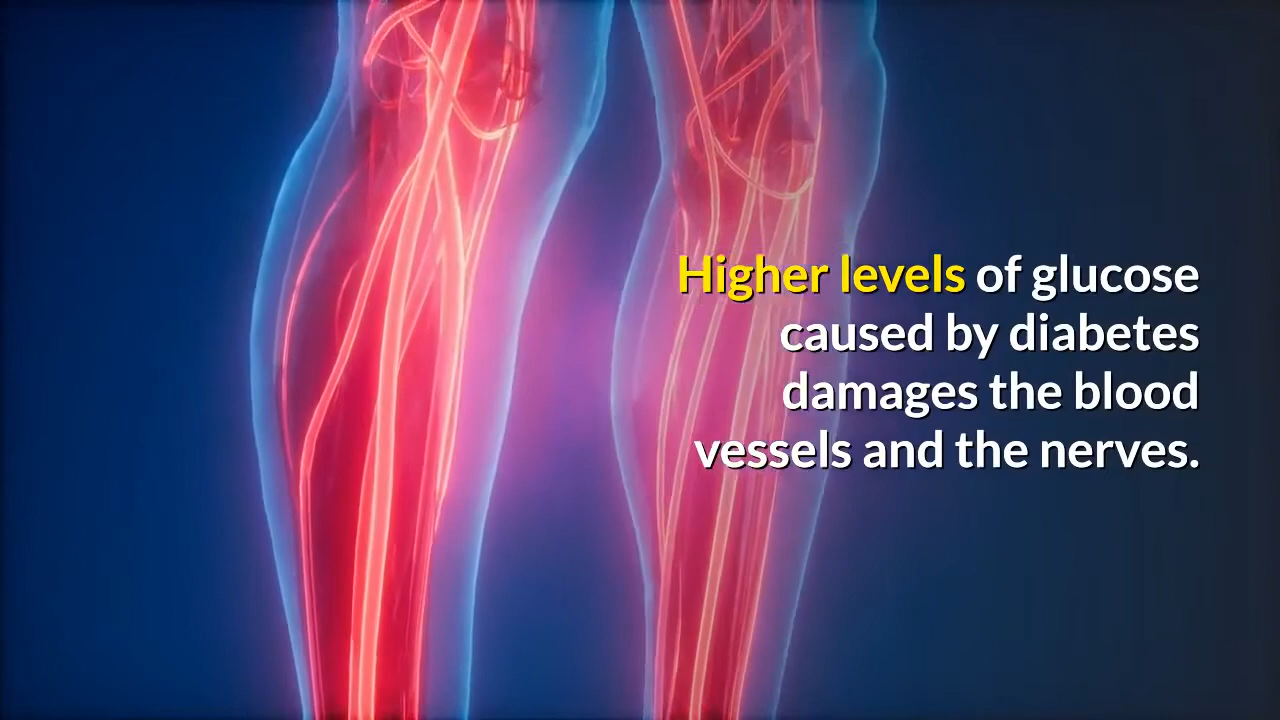 Higher levels of glucose
caused by diabetes
damages the blood
vessels and the nerves.